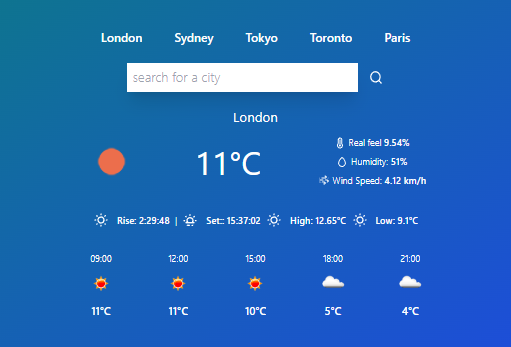 London Sydney Tokyo Toronto Paris
search for a city
London
Real feel 9.54%
11°C
Humidity: 51%
Wind Speed: 4.12 km/h
Rise: 2:29:48 | Set:: 15:37:02 High: 12.65°C Low: 9.1°C
09:00 12:00 15:00 18:00 21:00
11°C 11°C 10°C 5°C 4°C